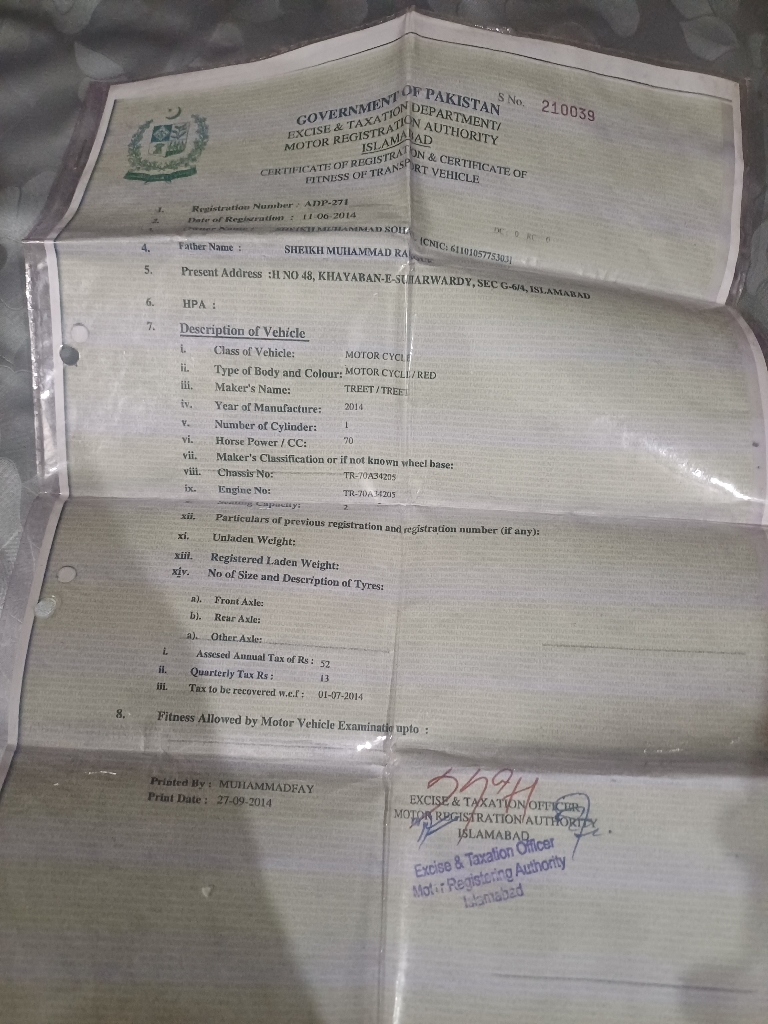 S No. 210039
GOVERNMENT OF PAKISTAN
EXCISE & TAXATION DEPARTMENT/
MOTOR REGISTRATION AUTHORITY
ISLAMABAD
CERTIFICATE OF REGISTRATION & CERTIFICATE OF
FITNESS OF TRANSPORT VEHICLE
1. Registration Number : ADP-271
2. Date of Registration : 11-06-2014
SHEIKH MUHAMMAD
4. Father Name : SHEIKH MUHAMMAD CNIC: 61101057753031
5. Present Address :H NO 48, KHAYABAN-E-SUHARWARDY, SEC G-6/4, ISLAMABAD
6. HPA :
7. Description of Vehicle
i. Class of Vehicle: MOTOR CYCLE
ii. Type of Body and Colour: MOTOR CYCLE/RED
iii. Maker's Name: TREET / TREET
iv. Year of Manufacture: 2014
v. Number of Cylinder: 1
vi. Horse Power / CC: 70
vii. Maker's Classification or if not known wheel base:
viii. Chassis No: TR-70A34205
ix. Engine No: TR-70A34205
Seating Capacity: 2
xii. Particulars of previous registration and registration number (if any):
xi. Unladen Weight:
xiii. Registered Laden Weight:
xiv. No of Size and Description of Tyres:
a). Front Axle:
b). Rear Axle:
a). Other Axle:
i. Assesed Annual Tax of Rs : 52
ii. Quarterly Tax Rs : 13
iii. Tax to be recovered w.e.f : 01-07-2014
8. Fitness Allowed by Motor Vehicle Examinatio upto :
Printed By : MUHAMMADFAY
Print Date : 27-09-2014
EXCISE & TAXATION OFFICER,
MOTOR REGISTRATION AUTHORITY
ISLAMABAD
Excise & Taxation Officer
Motor Registering Authority
Islamabad